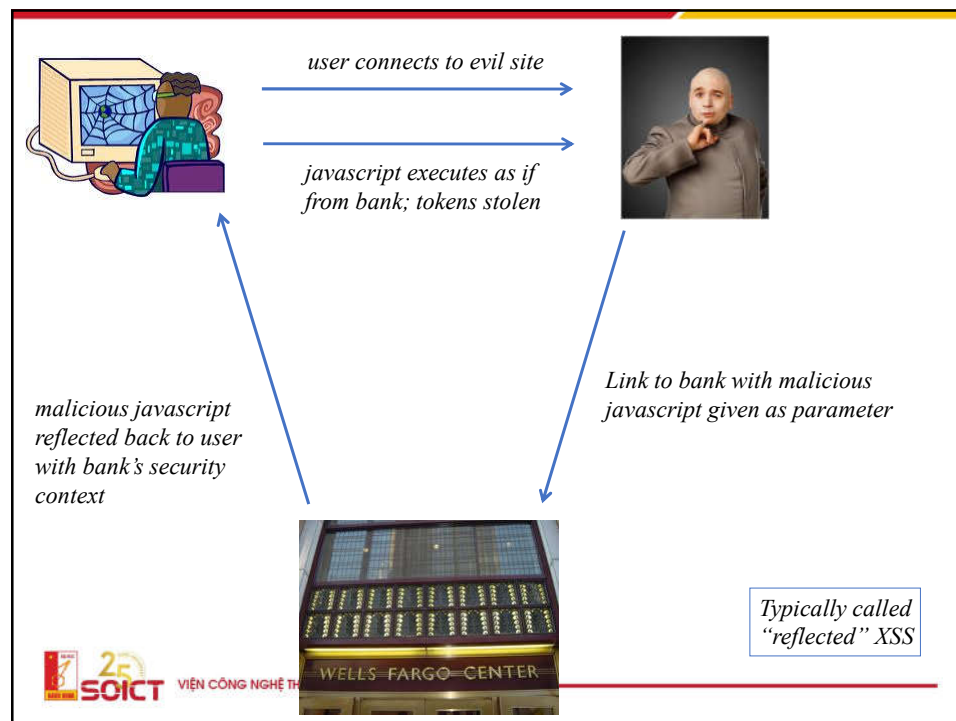 user connects to evil site
javascript executes as if
from bank; tokens stolen
Link to bank with malicious
javascript given as parameter
malicious javascript
reflected back to user
with bank’s security
context
Typically called
“reflected” XSS
WELLS FARGO CENTER
25
SOICT
VIỆN CÔNG NGHỆ TH